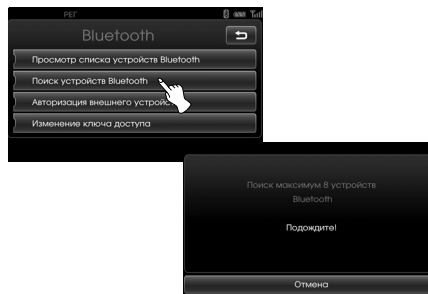 РЕГ
Bluetooth
Просмотр списка устройств Bluetooth
Поиск устройств Bluetooth
Авторизация внешнего
Изменение ключа доступа
Поиск максимум 8 устройств
Bluetooth
Подождите!
Отмена